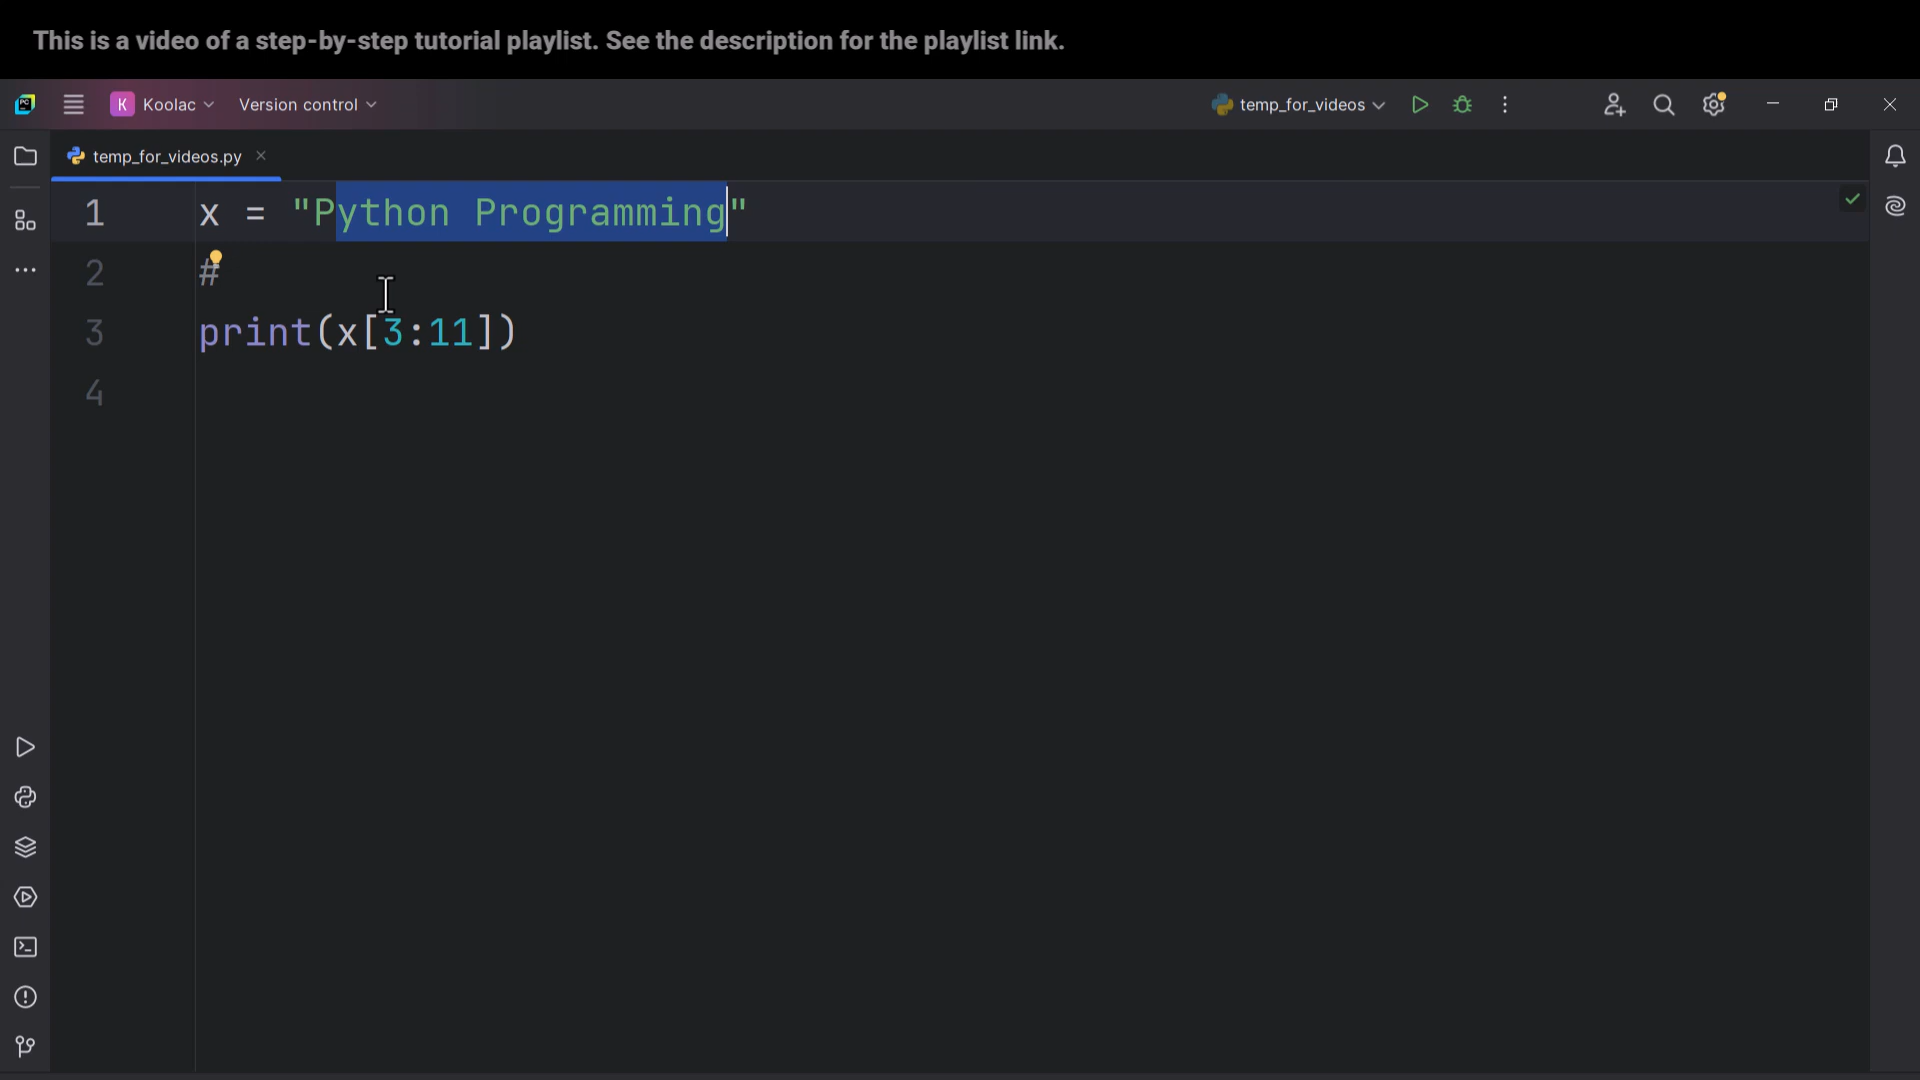 This is a video of a step-by-step tutorial playlist. See the description for the playlist link.
K Koolac Version control temp_for_videos
temp_for_videos.py
1 x = "Python Programming"
2 #
3 print(x[3:11])
4